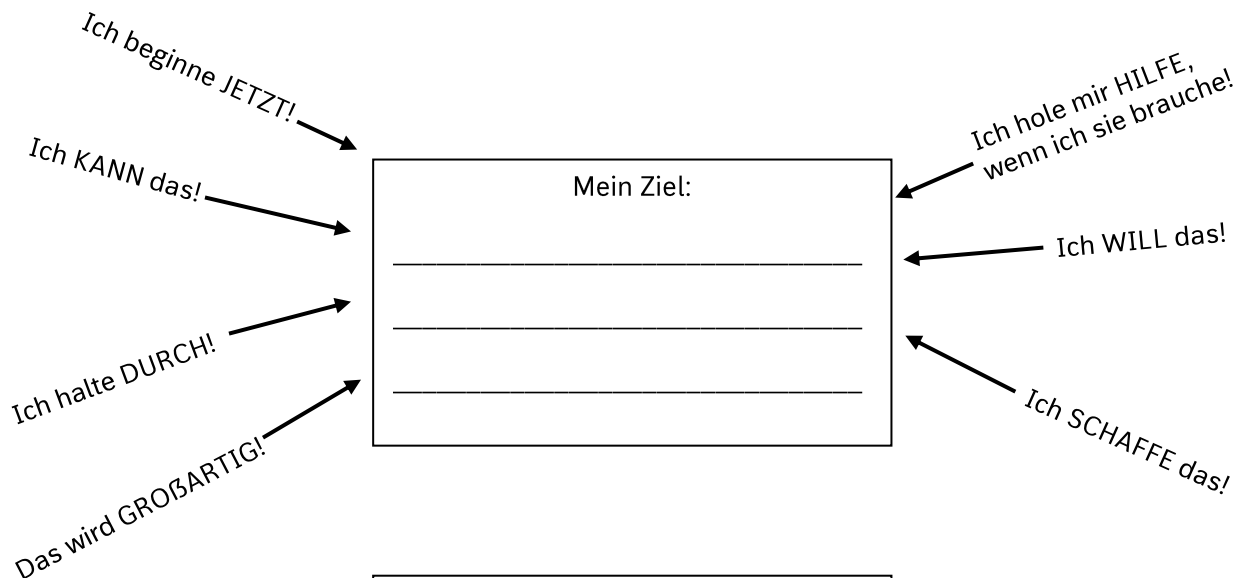 Ich beginne JETZT!
Ich KANN das!
Ich halte DURCH!
Das wird GROßARTIG!
Mein Ziel:
Ich hole mir HILFE,
wenn ich sie brauche!
Ich WILL das!
Ich SCHAFFE das!